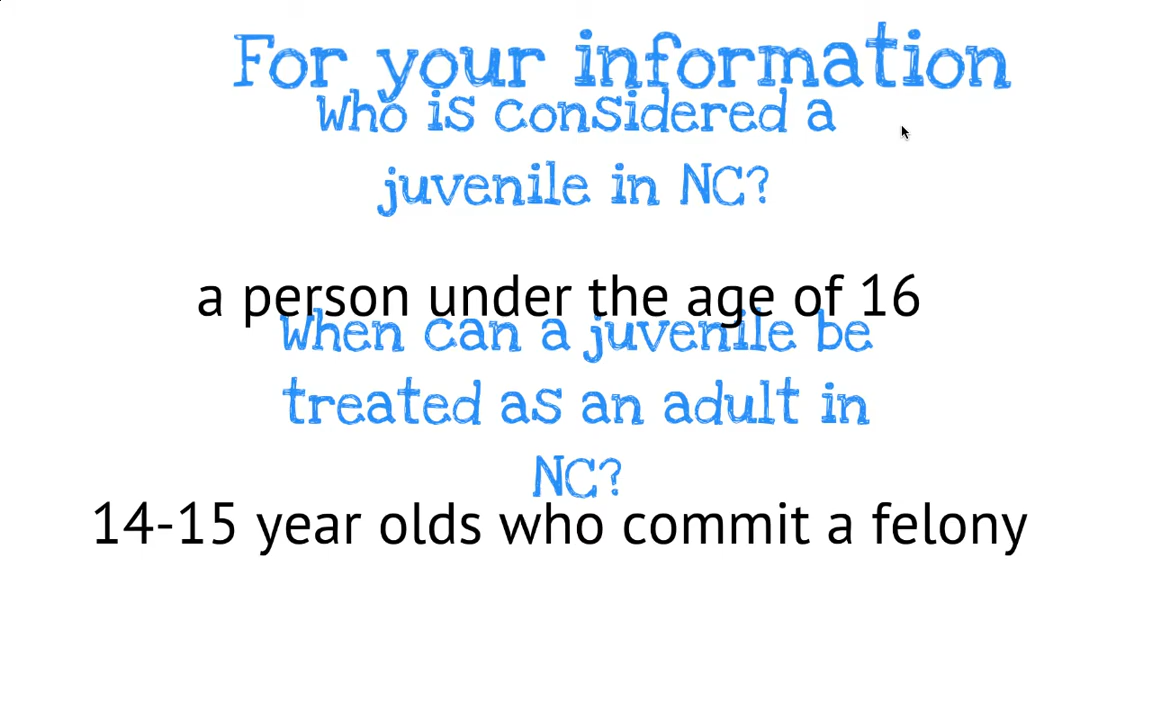 For your information
Who is considered a
juvenile in NC?
a person under the age of 16
When can a juvenile be
treated as an adult in
NC?
14-15 year olds who commit a felony